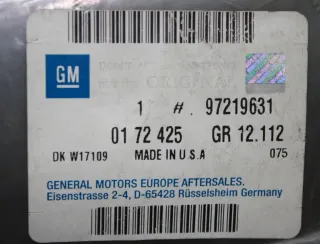 GM
ORIGINAL
1 # 97219631
01 72 425 GR 12.112
DK W17109 MADE IN U.S.A 075
GENERAL MOTORS EUROPE AFTERSALES.
Eisenstrasse 2-4, D-65428 Rüsselsheim Germany